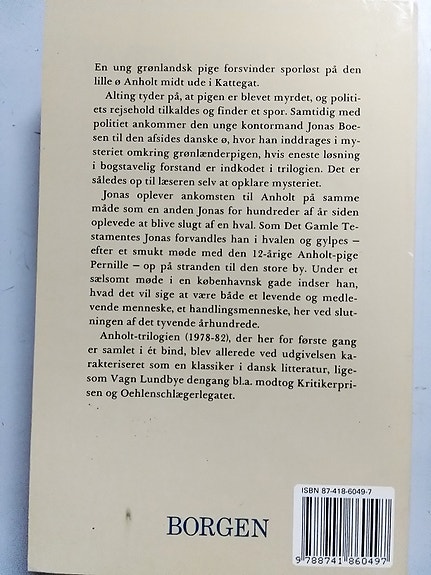 En ung grønlandsk pige forsvinder sporløst på den
lille ø Anholt midt ude i Kattegat.
Alting tyder på, at pigen er blevet myrdet, og politi-
ets rejsehold tilkaldes og finder et spor. Samtidig med
politiet ankommer den unge kontormand Jonas Boe-
sen til den afsides danske ø, hvor han inddrages i my-
steriet omkring grønlænderpigen, hvis eneste løsning
i bogstavelig forstand er indkodet i trilogien. Det er
således op til læseren selv at opklare mysteriet.
Jonas oplever ankomsten til Anholt på samme
måde som en anden Jonas for hundreder af år siden
oplevede at blive slugt af en hval. Som Det Gamle Te-
stamentes Jonas forvandles han i hvalen og gylpes –
efter et smukt møde med den 12-årige Anholt-pige
Pernille – op på stranden til den store by. Under et
sælsomt møde i en københavnsk gade indser han,
hvad det vil sige at være både et levende og medle-
vende menneske, et handlingsmenneske, her ved slut-
ningen af det tyvende århundrede.
Anholt-trilogien (1978-82), der her for første gang
er samlet i ét bind, blev allerede ved udgivelsen ka-
rakteriseret som en klassiker i dansk litteratur, lige-
som Vagn Lundbye dengang bl.a. modtog Kritikerpri-
sen og Oehlenschlægerlegatet.
ISBN 87-418-6049-7
BORGEN
9 788741 860497